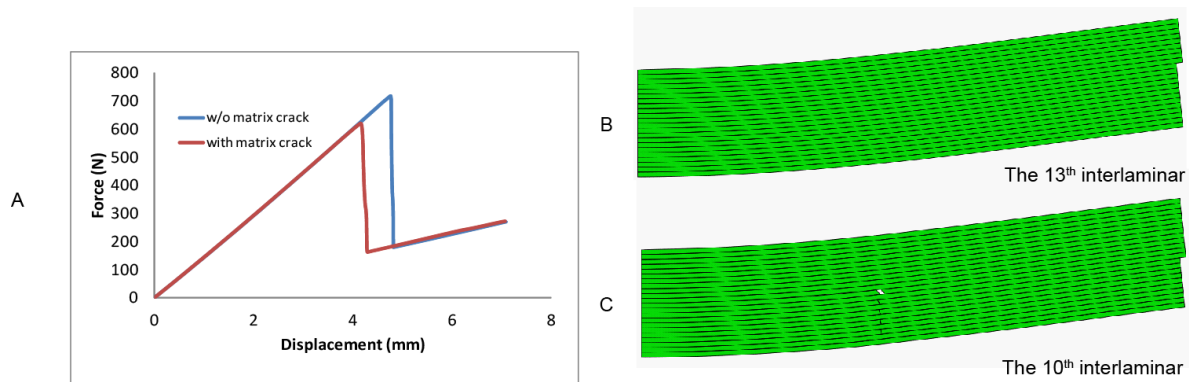 A
800
700
600
500
400
300
200
100
0
Force (N)
w/o matrix crack
with matrix crack
0 2 4 6 8
Displacement (mm)
B
The 13th interlaminar
C
The 10th interlaminar